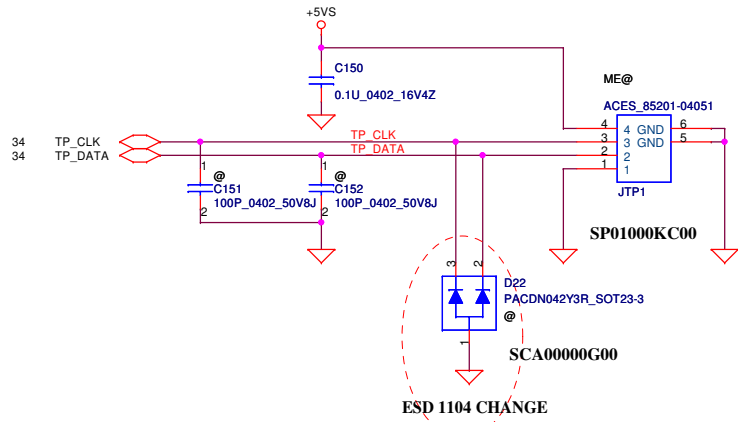 +5VS
C150
0.1U_0402_16V4Z
ME@
ACES_85201-04051
34 TP_CLK
34 TP_DATA
TP_CLK
TP_DATA
4
3
2
1
4 GND
3 GND
2
1
6
5
JTP1
SP01000KC00
1
@
C151
100P_0402_50V8J
2
1
@
C152
100P_0402_50V8J
2
3
2
D22
PACDN042Y3R_SOT23-3
@
1
SCA00000G00
ESD 1104 CHANGE